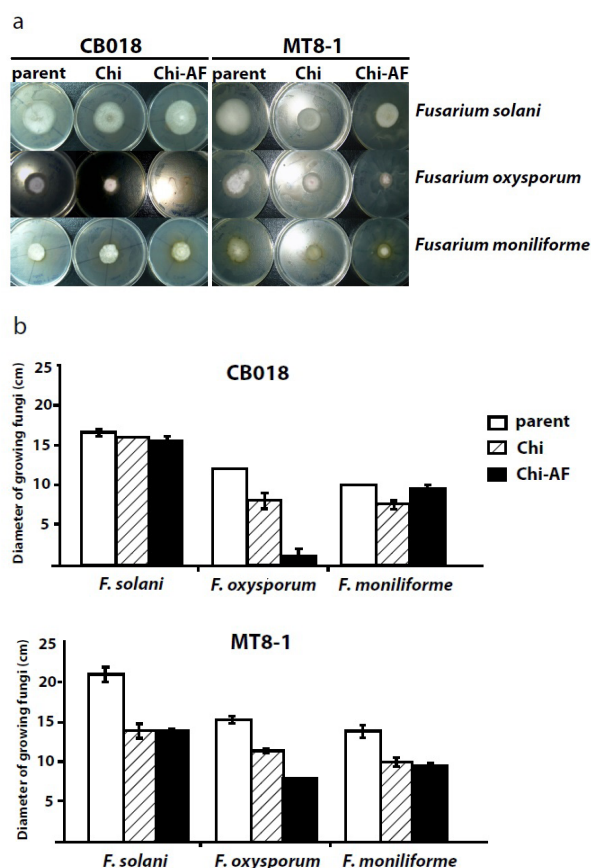 a
CB018 MT8-1
parent Chi Chi-AF parent Chi Chi-AF
Fusarium solani
Fusarium oxysporum
Fusarium moniliforme
b
CB018
Diameter of growing fungi (cm)
25
20
15
10
5
parent
Chi
Chi-AF
F. solani F. oxysporum F. moniliforme
MT8-1
Diameter of growing fungi (cm)
25
20
15
10
5
F. solani F. oxysporum F. moniliforme